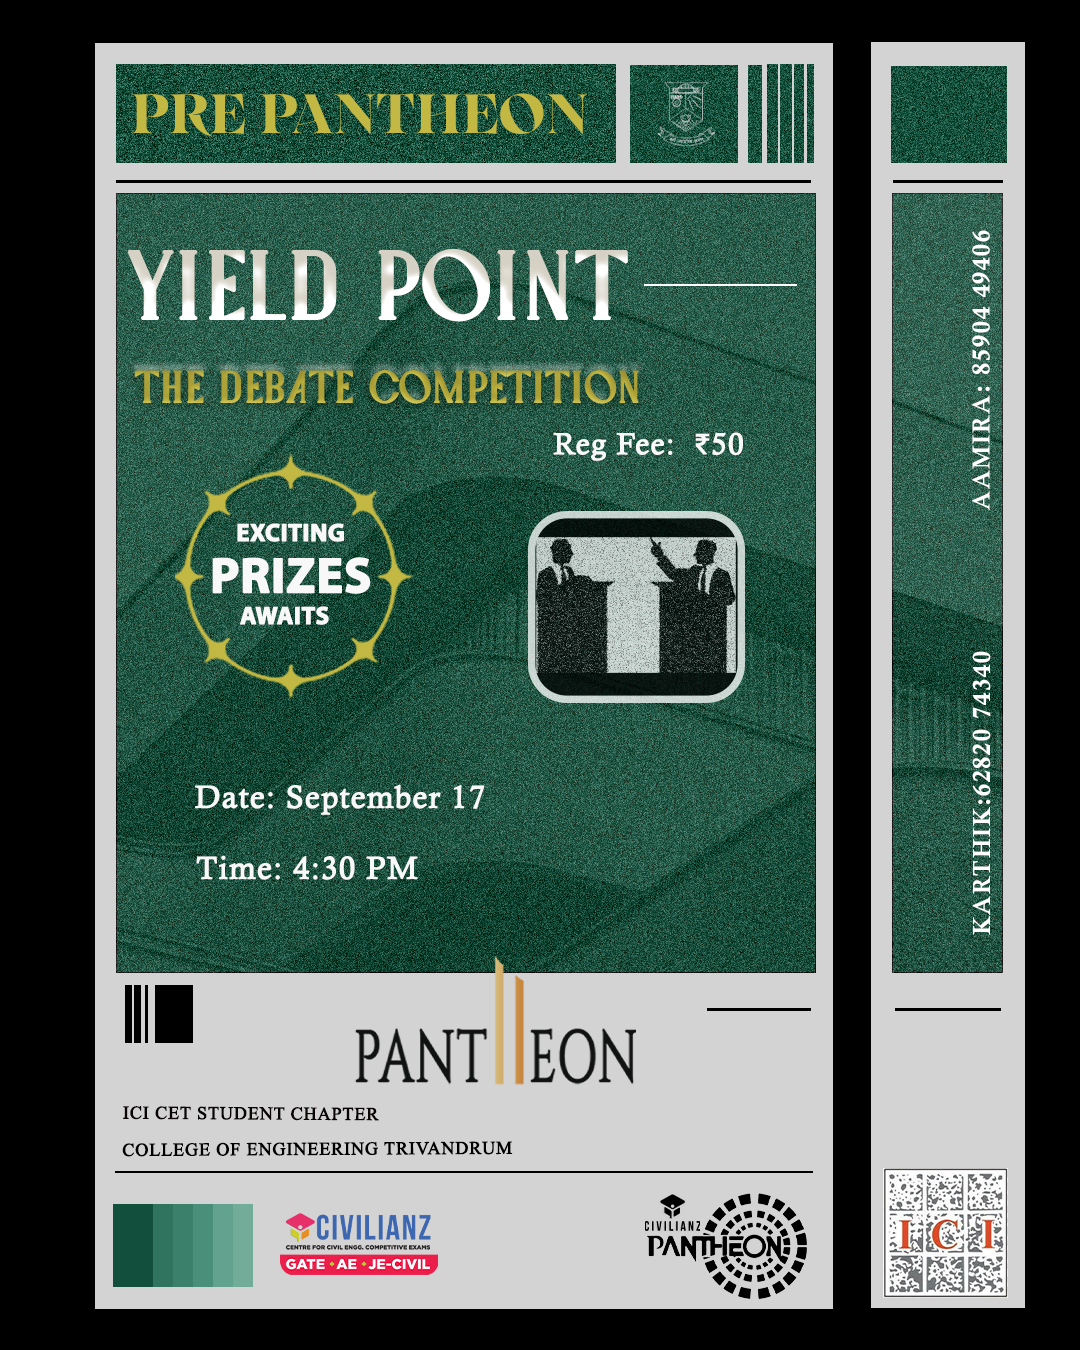 PRE PANTHEON
YIELD POINT
THE DEBATE COMPETITION
Reg Fee: ₹50
EXCITING
PRIZES
AWAITS
Date: September 17
Time: 4:30 PM
AAMIRA: 85904 49406
KARTHIK:62820 74340
PANTHEON
ICI CET STUDENT CHAPTER
COLLEGE OF ENGINEERING TRIVANDRUM
CIVILIANZ
CENTRE FOR CIVIL ENGG. COMPETITIVE EXAMS
GATE • AE • JE-CIVIL
CIVILIANZ
PANTHEON
ICI